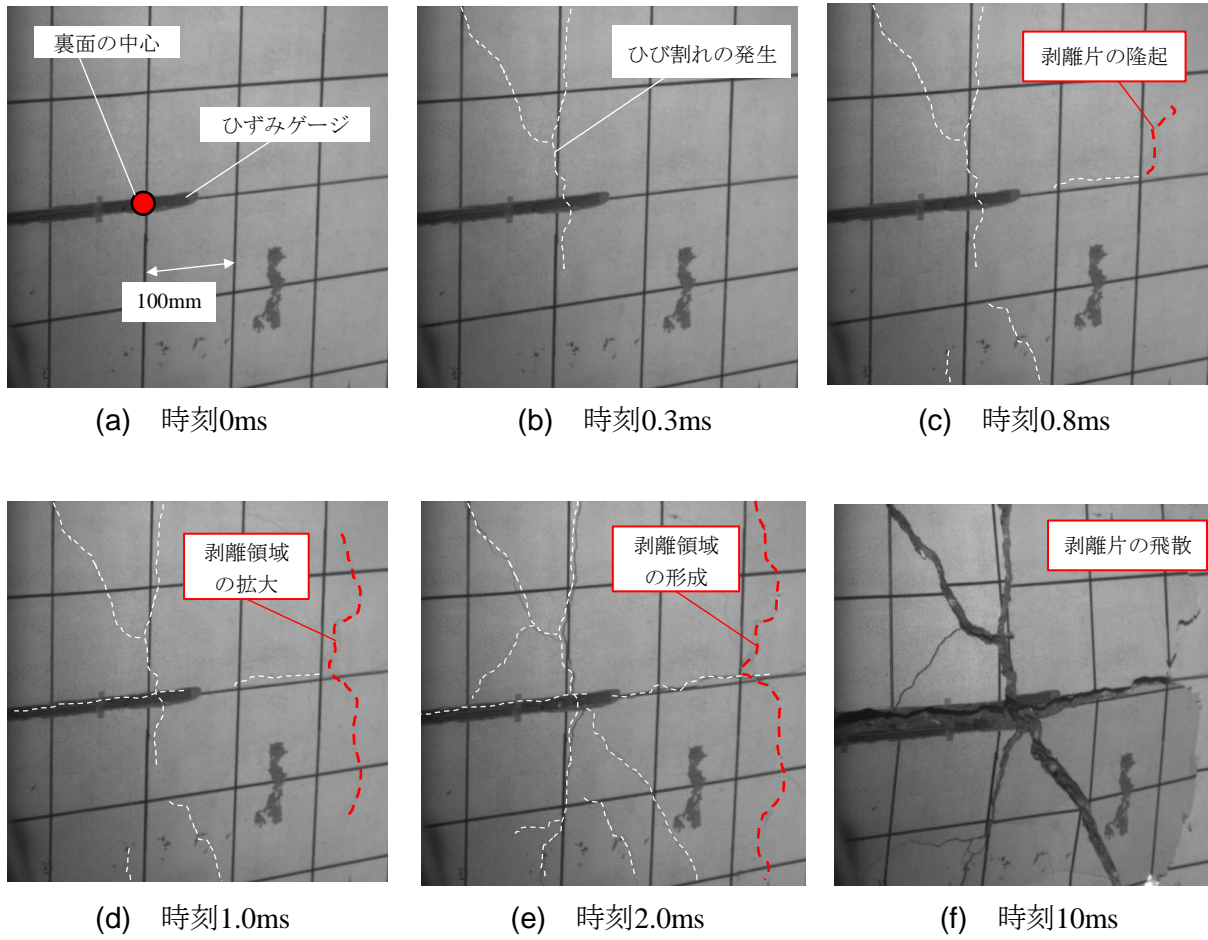 裏面の中心
ひずみゲージ
100mm
(a) 時刻0ms
ひび割れの発生
(b) 時刻0.3ms
剥離片の隆起
(c) 時刻0.8ms
剥離領域
の拡大
(d) 時刻1.0ms
剥離領域
の形成
(e) 時刻2.0ms
剥離片の飛散
(f) 時刻10ms